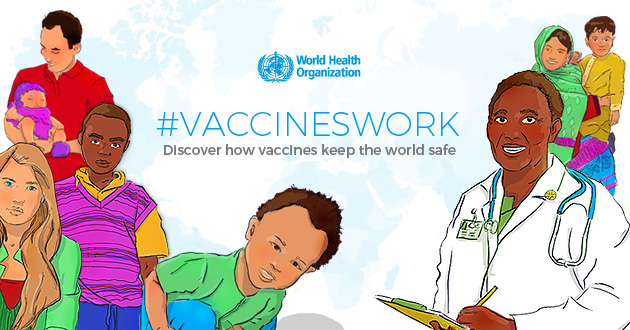 World Health
Organization
#VACCINESWORK
Discover how vaccines keep the world safe